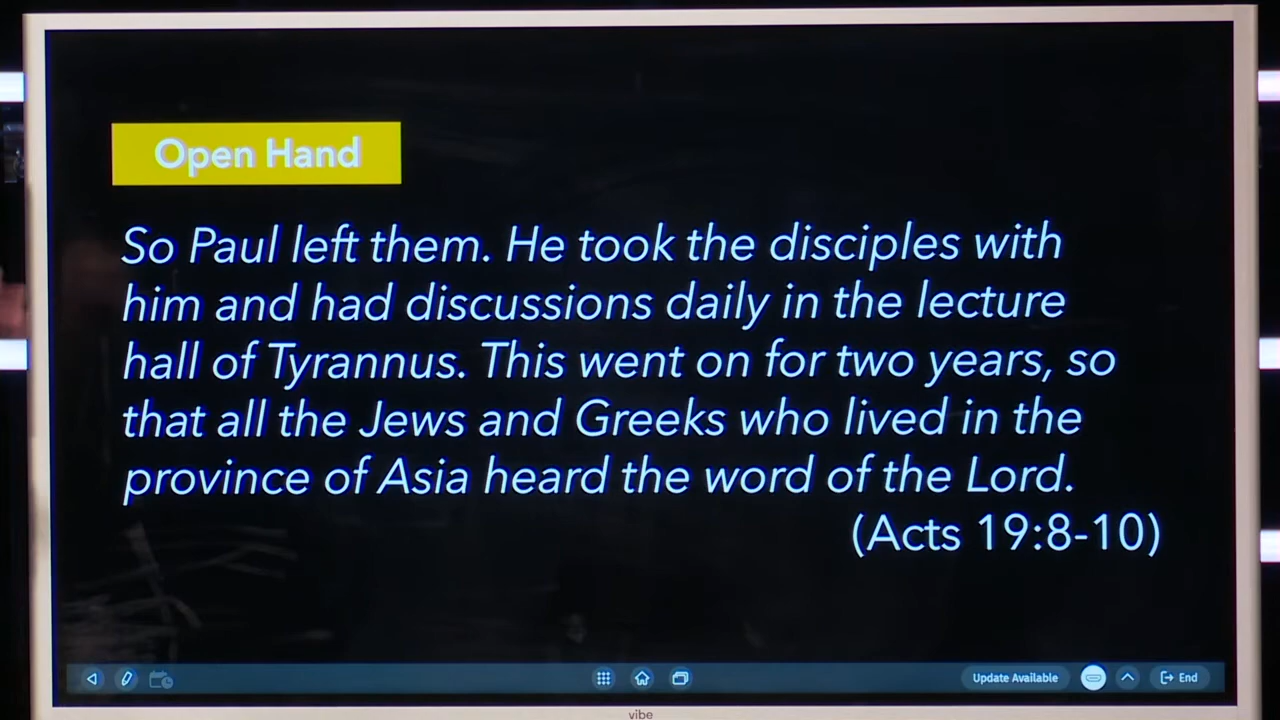 Open Hand
So Paul left them. He took the disciples with
him and had discussions daily in the lecture
hall of Tyrannus. This went on for two years, so
that all the Jews and Greeks who lived in the
province of Asia heard the word of the Lord.
(Acts 19:8-10)
Update Available
End
vibe